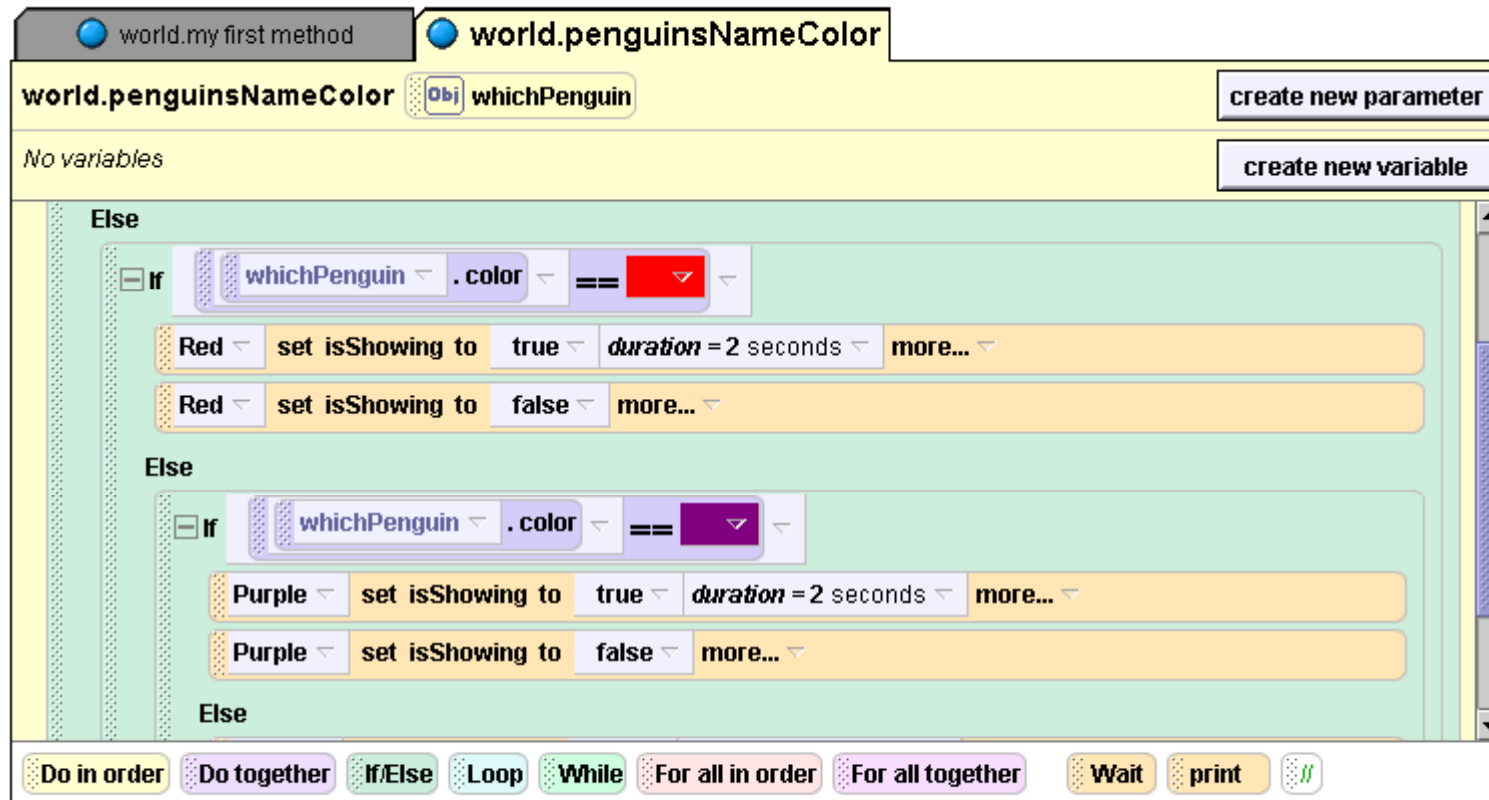 world.my first method world.penguinsNameColor
world.penguinsNameColor Obj whichPenguin create new parameter
No variables create new variable
Else
If whichPenguin . color ==
Red set isShowing to true duration = 2 seconds more...
Red set isShowing to false more...
Else
If whichPenguin . color ==
Purple set isShowing to true duration = 2 seconds more...
Purple set isShowing to false more...
Else
Do in order Do together If/Else Loop While For all in order For all together Wait print //